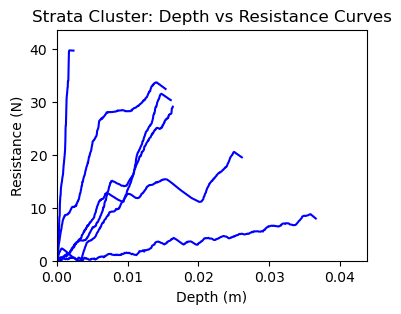 Strata Cluster: Depth vs Resistance Curves
40
30
20
10
0
Resistance (N)
0.00 0.01 0.02 0.03 0.04
Depth (m)